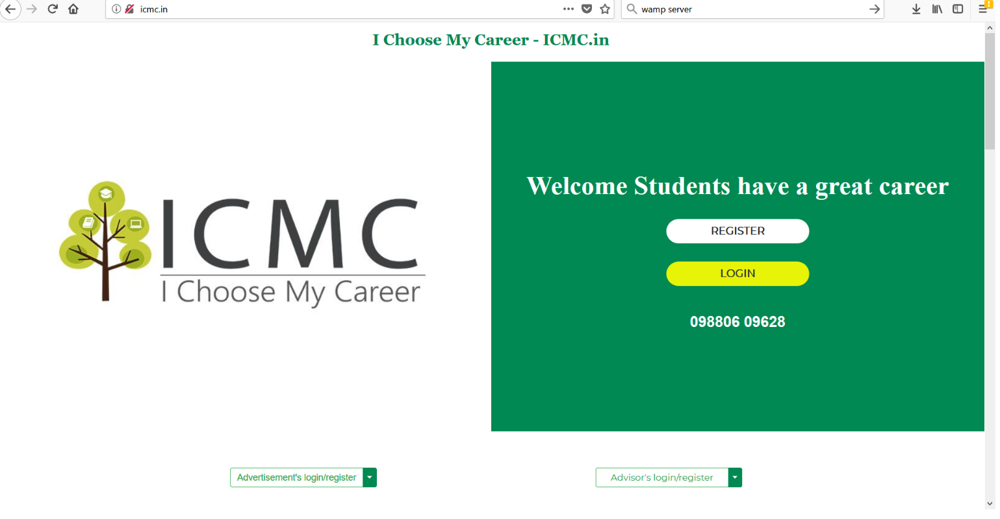 icmc.in
wamp server
I Choose My Career - ICMC.in
Welcome Students have a great career
REGISTER
LOGIN
098806 09628
ICMC
I Choose My Career
Advertisement's login/register
Advisor's login/register